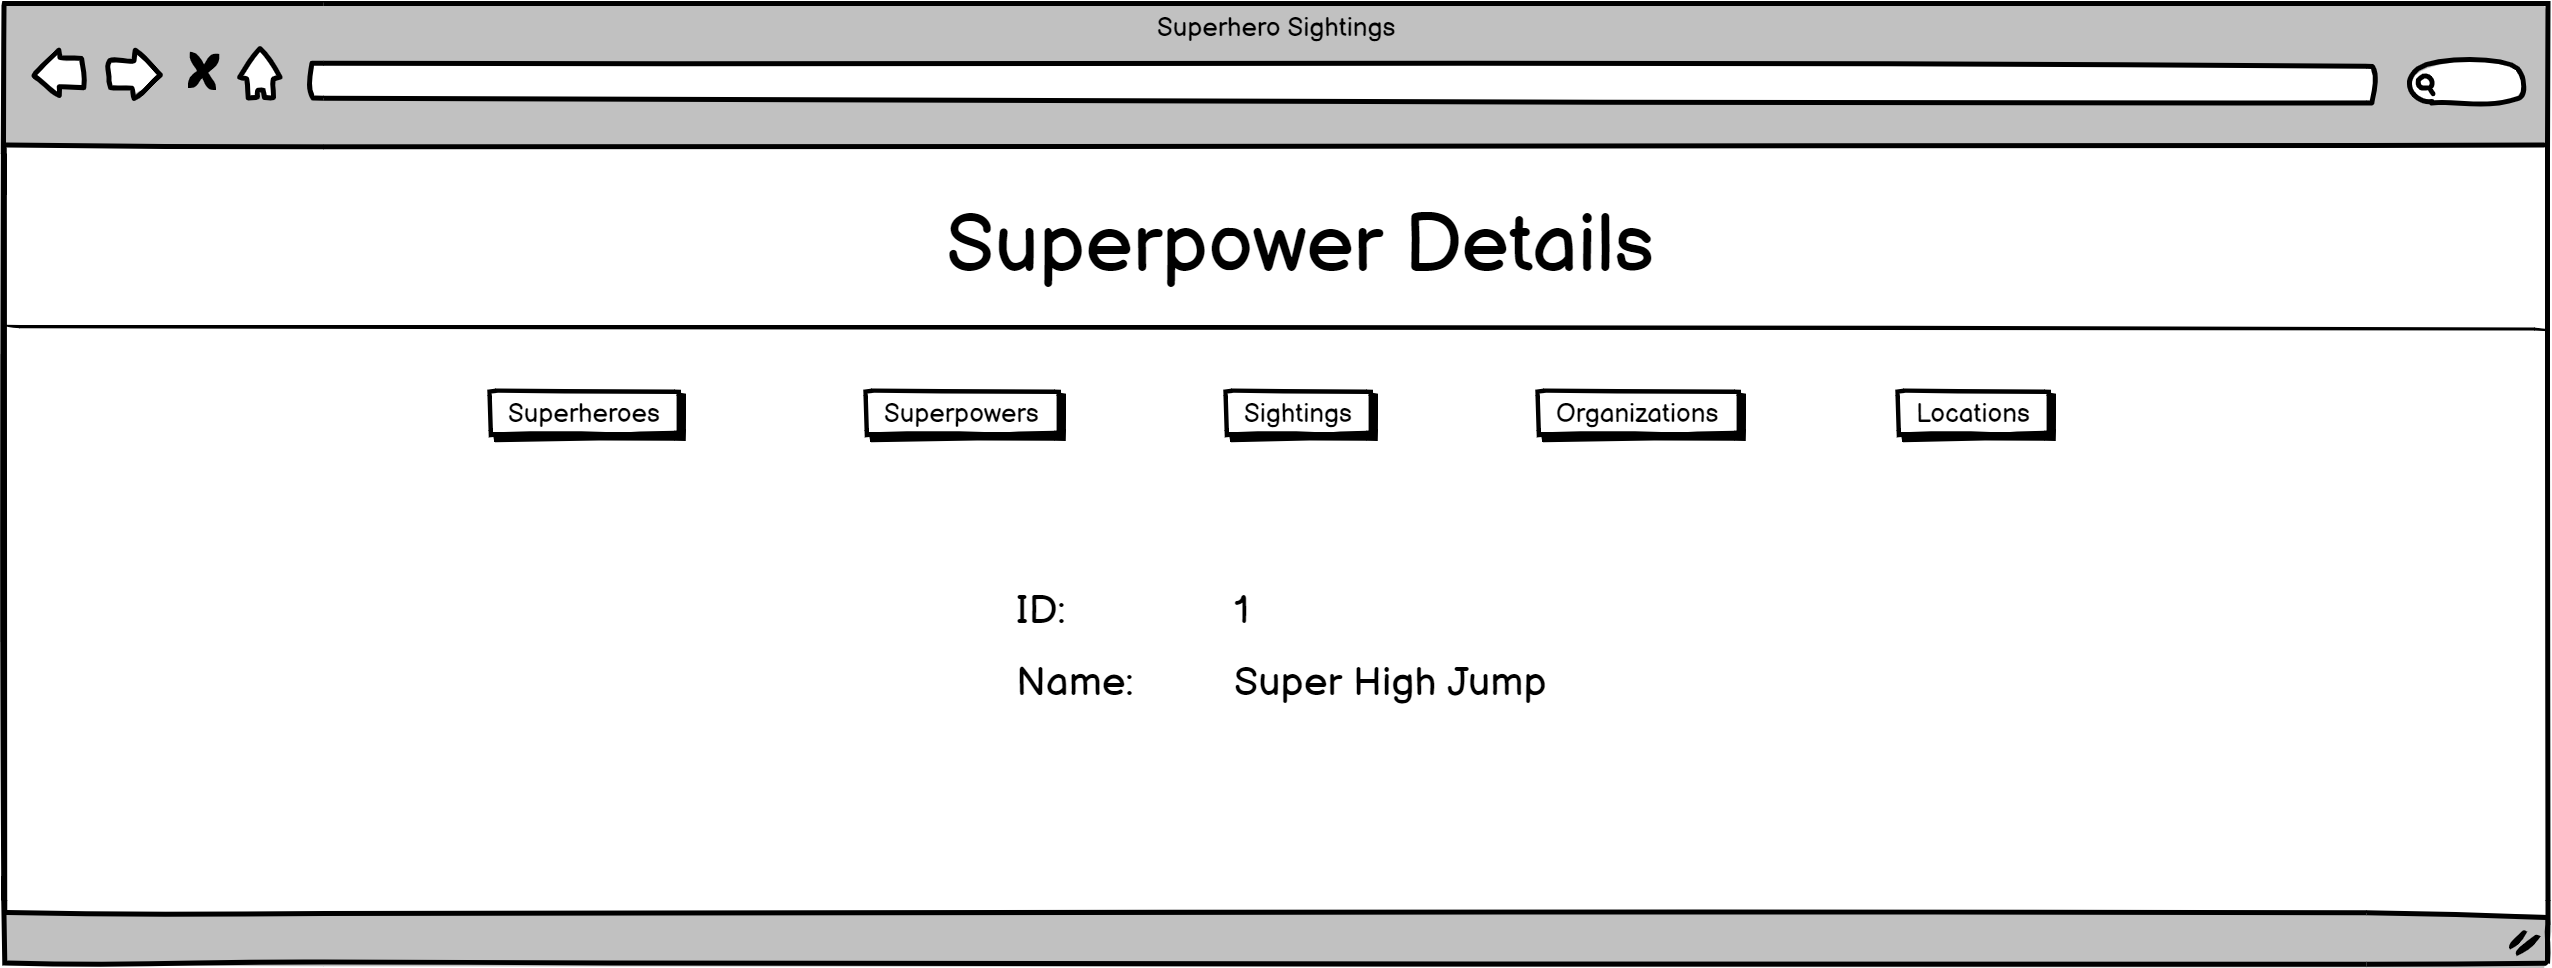 Superhero Sightings
Superpower Details
Superheroes Superpowers Sightings Organizations Locations
ID: 1
Name: Super High Jump